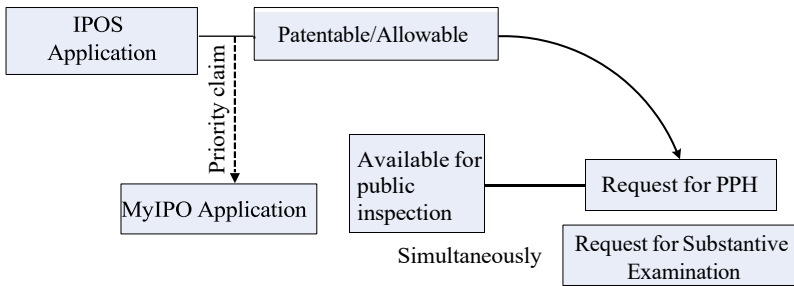 IPOS
Application
Patentable/Allowable
Priority claim
Available for
public
inspection
Request for PPH
MyIPO Application
Simultaneously
Request for Substantive
Examination